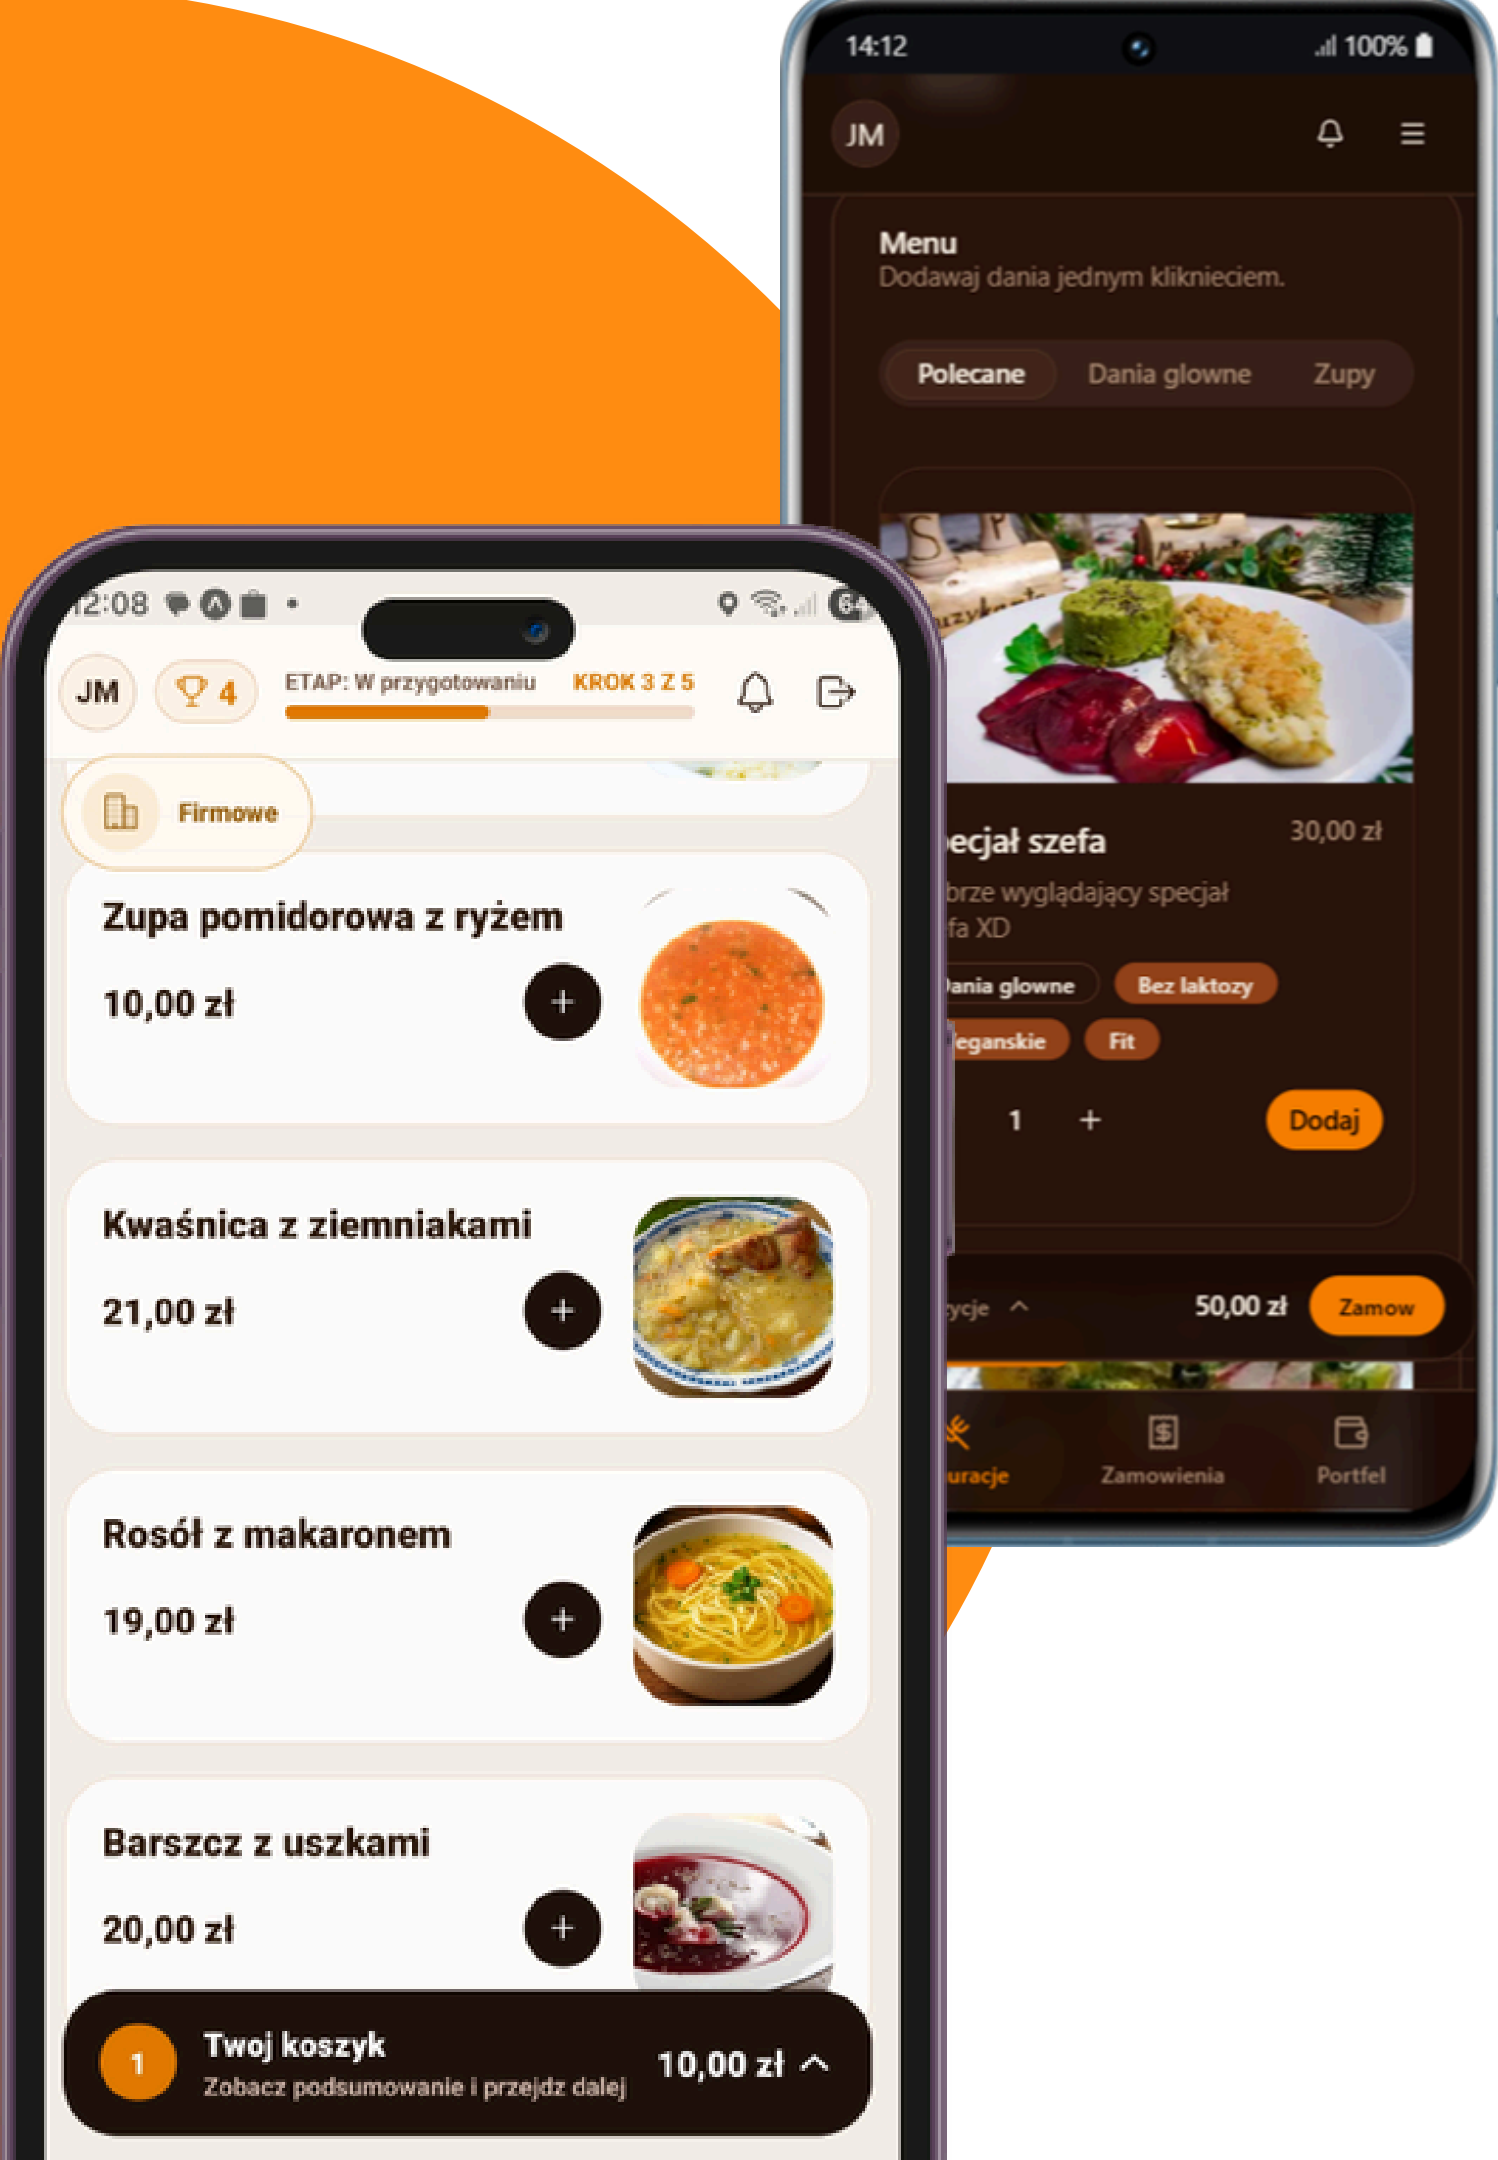 14:12
100%
JM
Menu
Dodawaj dania jednym kliknieciem.
Polecane Dania glowne Zupy
ecjał szefa
30,00 zł
brze wyglądający specjał
fa XD
ania glowne Bez laktozy
eganskie Fit
1 + Dodaj
ycje 50,00 zł Zamow
uracje Zamowienia Portfel
12:08
64
JM 4 ETAP: W przygotowaniu KROK 3 Z 5
Firmowe
Zupa pomidorowa z ryżem
10,00 zł +
Kwaśnica z ziemniakami
21,00 zł +
Rosół z makaronem
19,00 zł +
Barszcz z uszkami
20,00 zł +
1 Twoj koszyk
Zobacz podsumowanie i przejdz dalej
10,00 zł